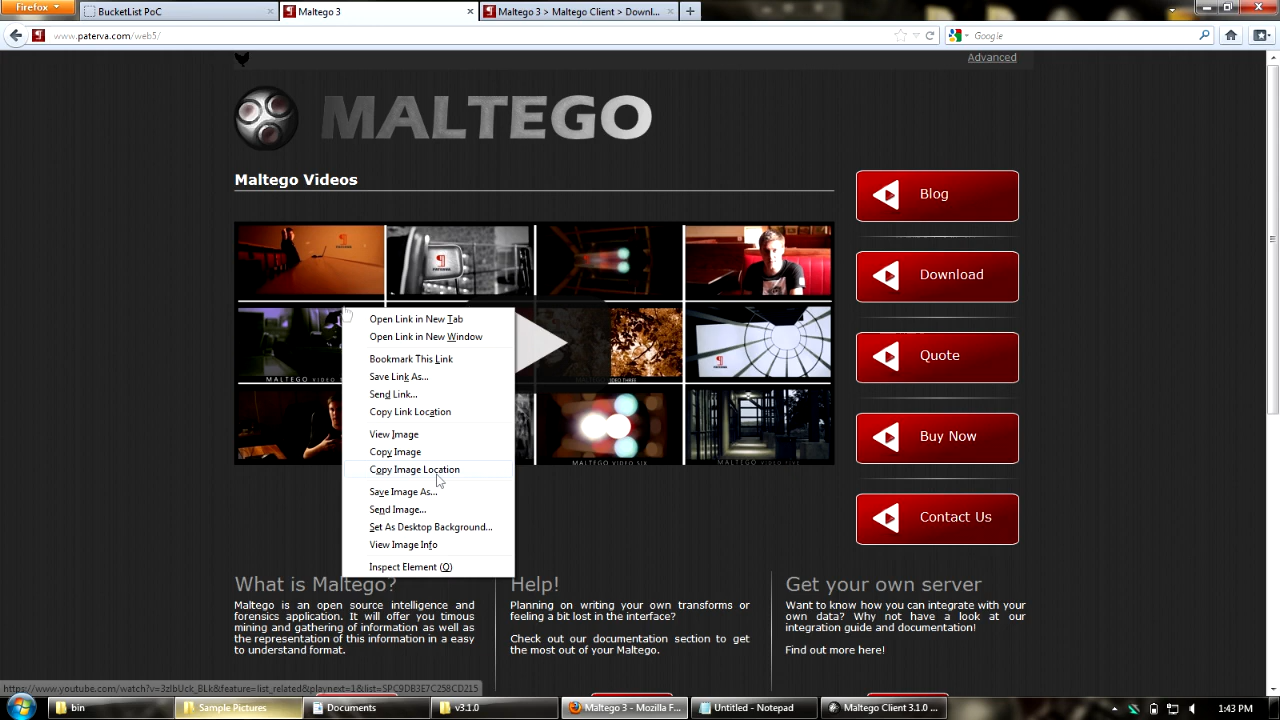 Firefox
BucketList PoC
Maltego 3
Maltego 3 > Maltego Client > Downl...
www.paterva.com/web5/
Google
Advanced
MALTEGO
Maltego Videos
Blog
Download
Quote
Buy Now
Contact Us
Open Link in New Tab
Open Link in New Window
Bookmark This Link
Save Link As...
Send Link...
Copy Link Location
View Image
Copy Image
Copy Image Location
Save Image As...
Send Image...
Set As Desktop Background...
View Image Info
Inspect Element (Q)
MALTEGO VIDEO SIX
MALTEGO VIDEO FIVE
What is Maltego?
Maltego is an open source intelligence and
forensics application. It will offer you timous
mining and gathering of information as well as
the representation of this information in a easy
to understand format.
Help!
Planning on writing your own transforms or
feeling a bit lost in the interface?
Check out our documentation section to get
the most out of your Maltego.
Get your own server
Want to know how you can integrate with your
own data? Why not have a look at our
integration guide and documentation!
Find out more here!
bin
Sample Pictures
Documents
v3.1.0
Maltego 3 - Mozilla F...
Untitled - Notepad
Maltego Client 3.1.0 ...
1:43 PM